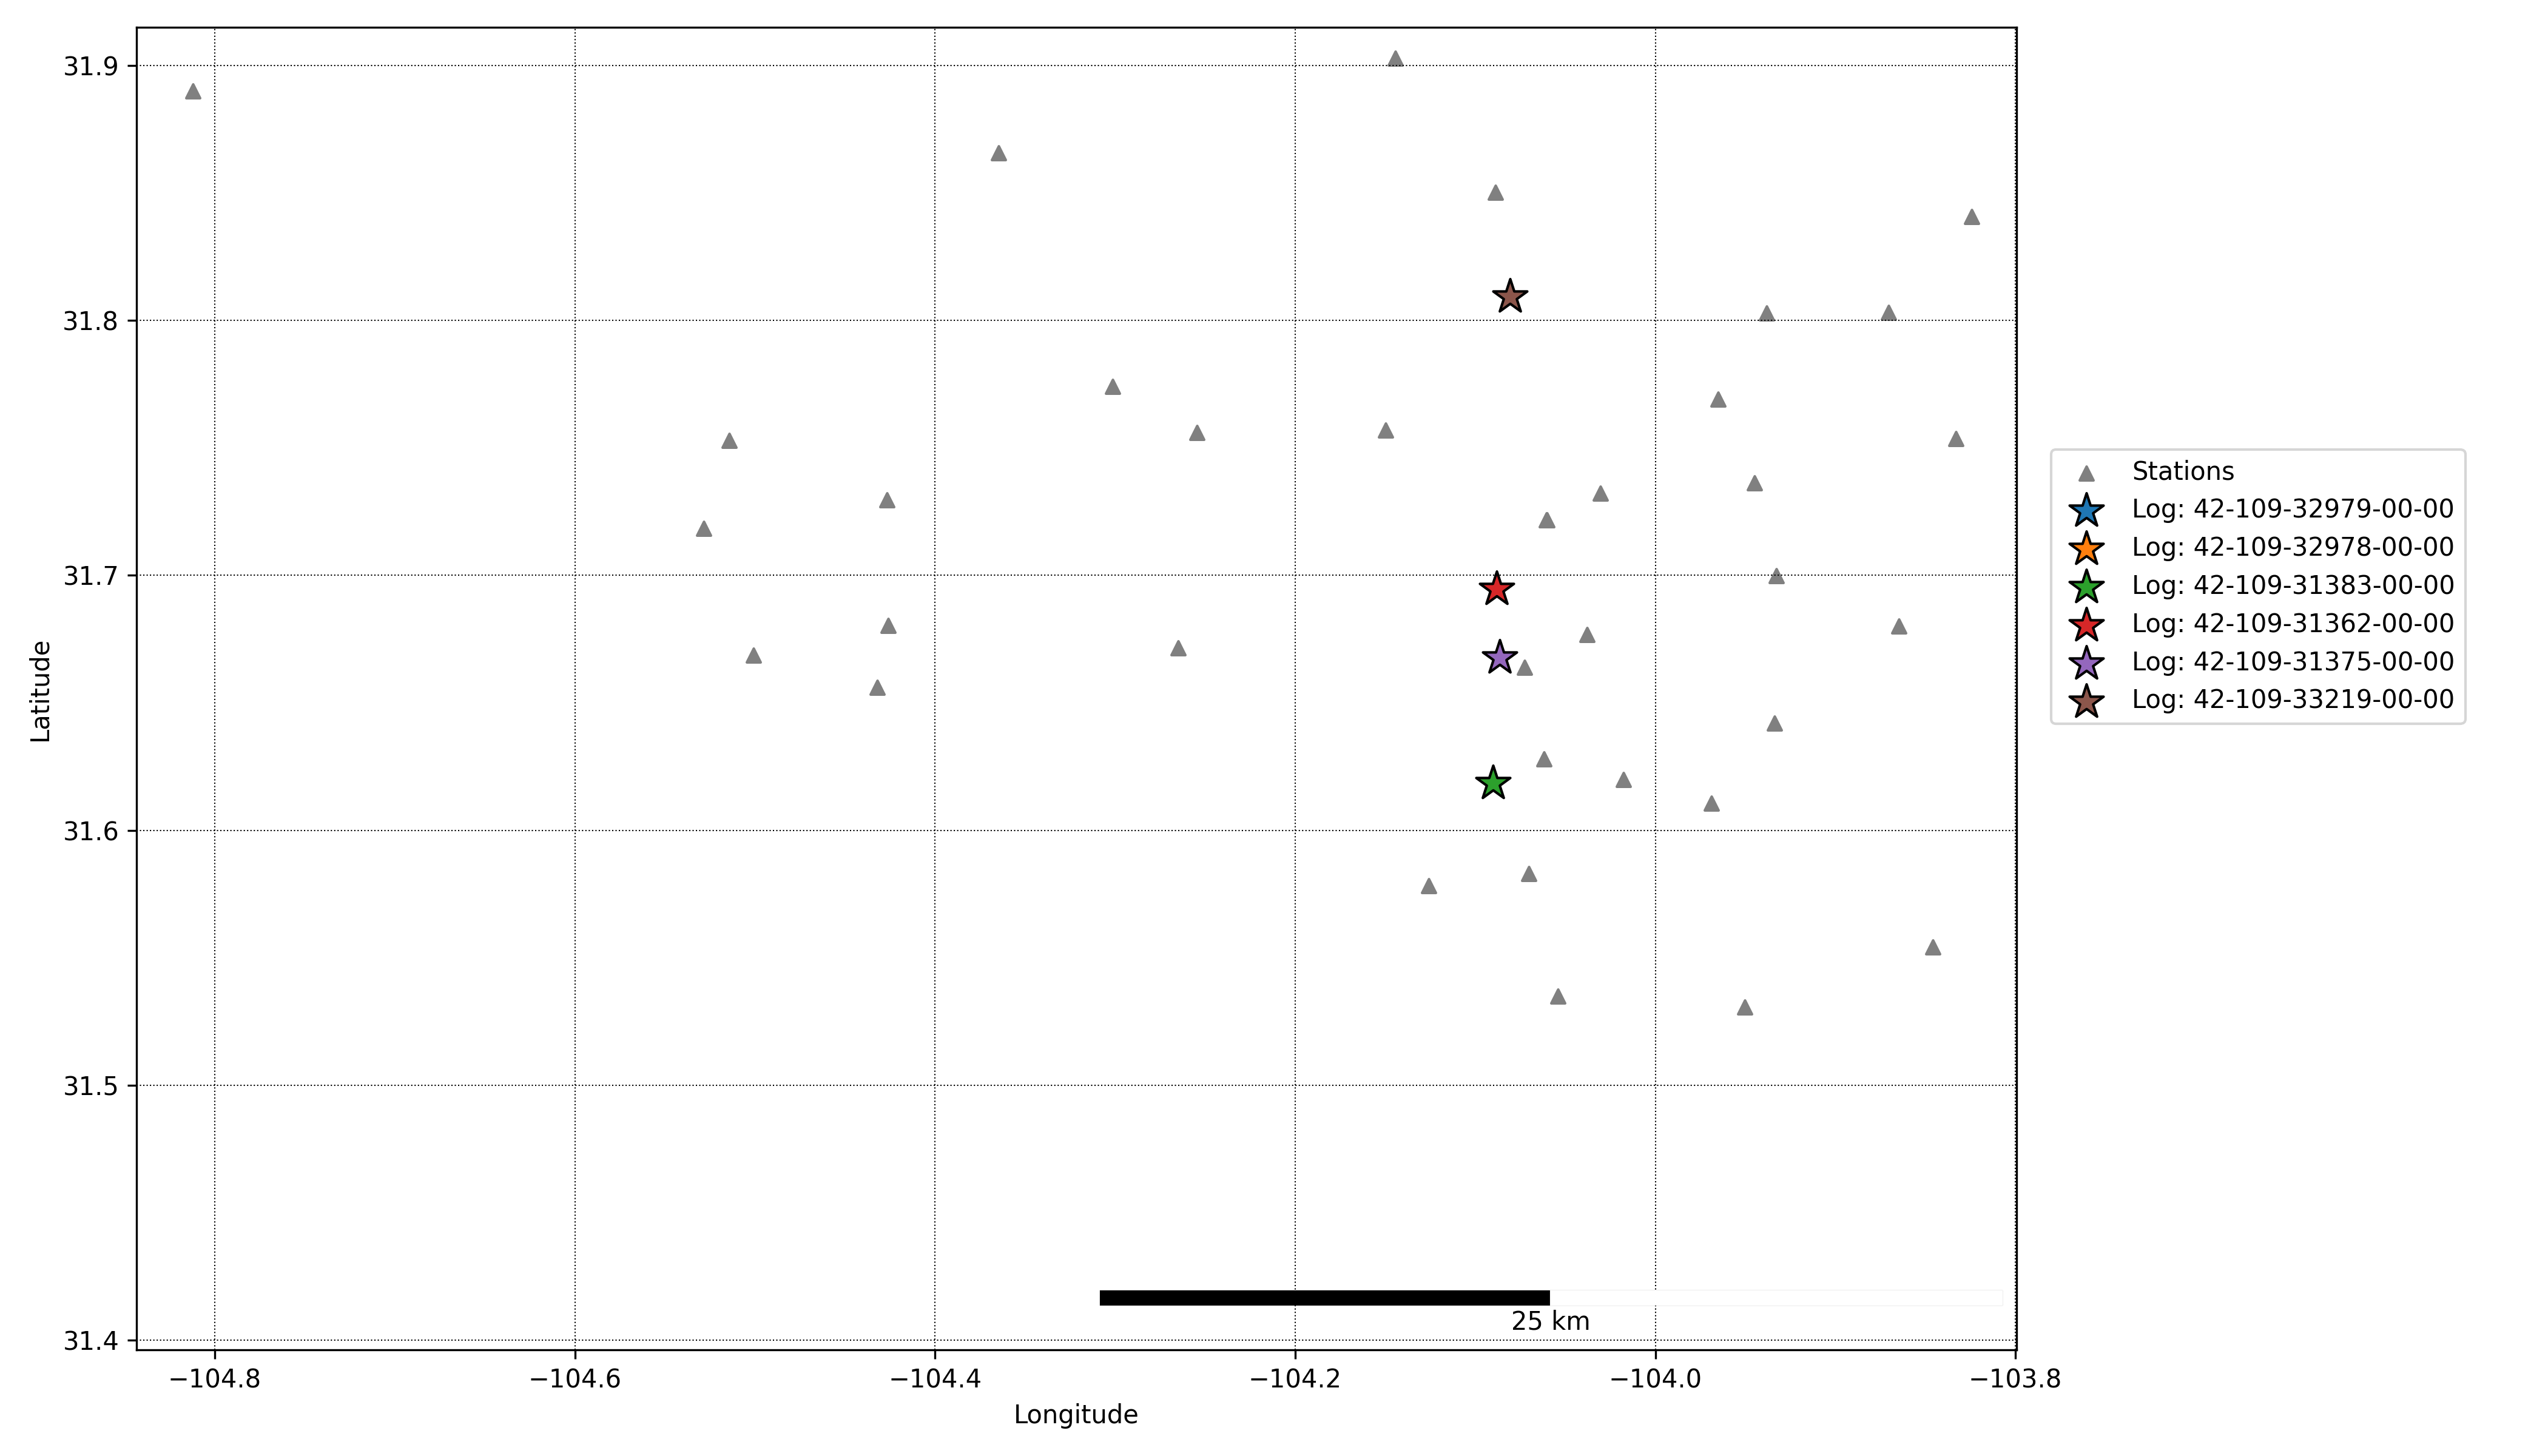 31.9
31.8
31.7
31.6
31.5
31.4
Latitude
−104.8
−104.6
−104.4
−104.2
−104.0
−103.8
Longitude
25 km
Stations
Log: 42-109-32979-00-00
Log: 42-109-32978-00-00
Log: 42-109-31383-00-00
Log: 42-109-31362-00-00
Log: 42-109-31375-00-00
Log: 42-109-33219-00-00